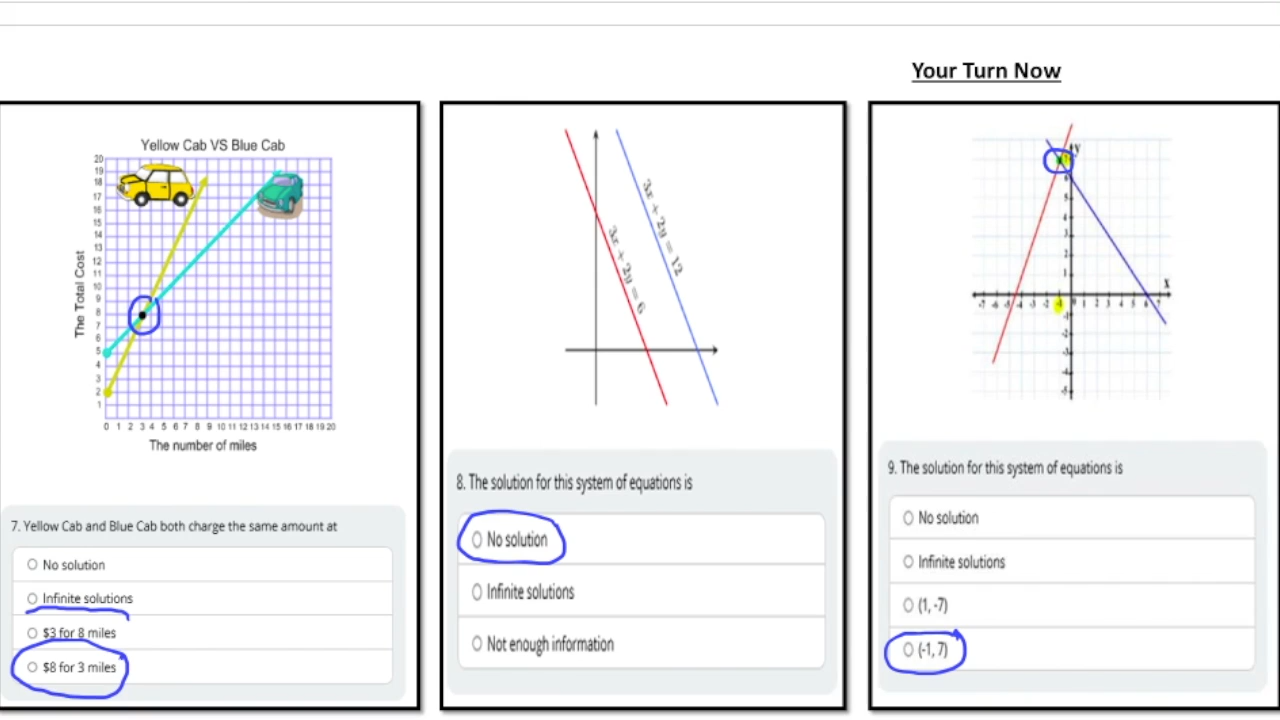 Your Turn Now
Yellow Cab VS Blue Cab
The Total Cost
20
19
18
17
16
15
14
13
12
11
10
9
8
7
6
5
4
3
2
1
0 1 2 3 4 5 6 7 8 9 10 11 12 13 14 15 16 17 18 19 20
The number of miles
7. Yellow Cab and Blue Cab both charge the same amount at
No solution
Infinite solutions
$3 for 8 miles
$8 for 3 miles
3x + 2y = 12
3x + 2y = 6
8. The solution for this system of equations is
No solution
Infinite solutions
Not enough information
y
x
9. The solution for this system of equations is
No solution
Infinite solutions
(1, -7)
(-1, 7)